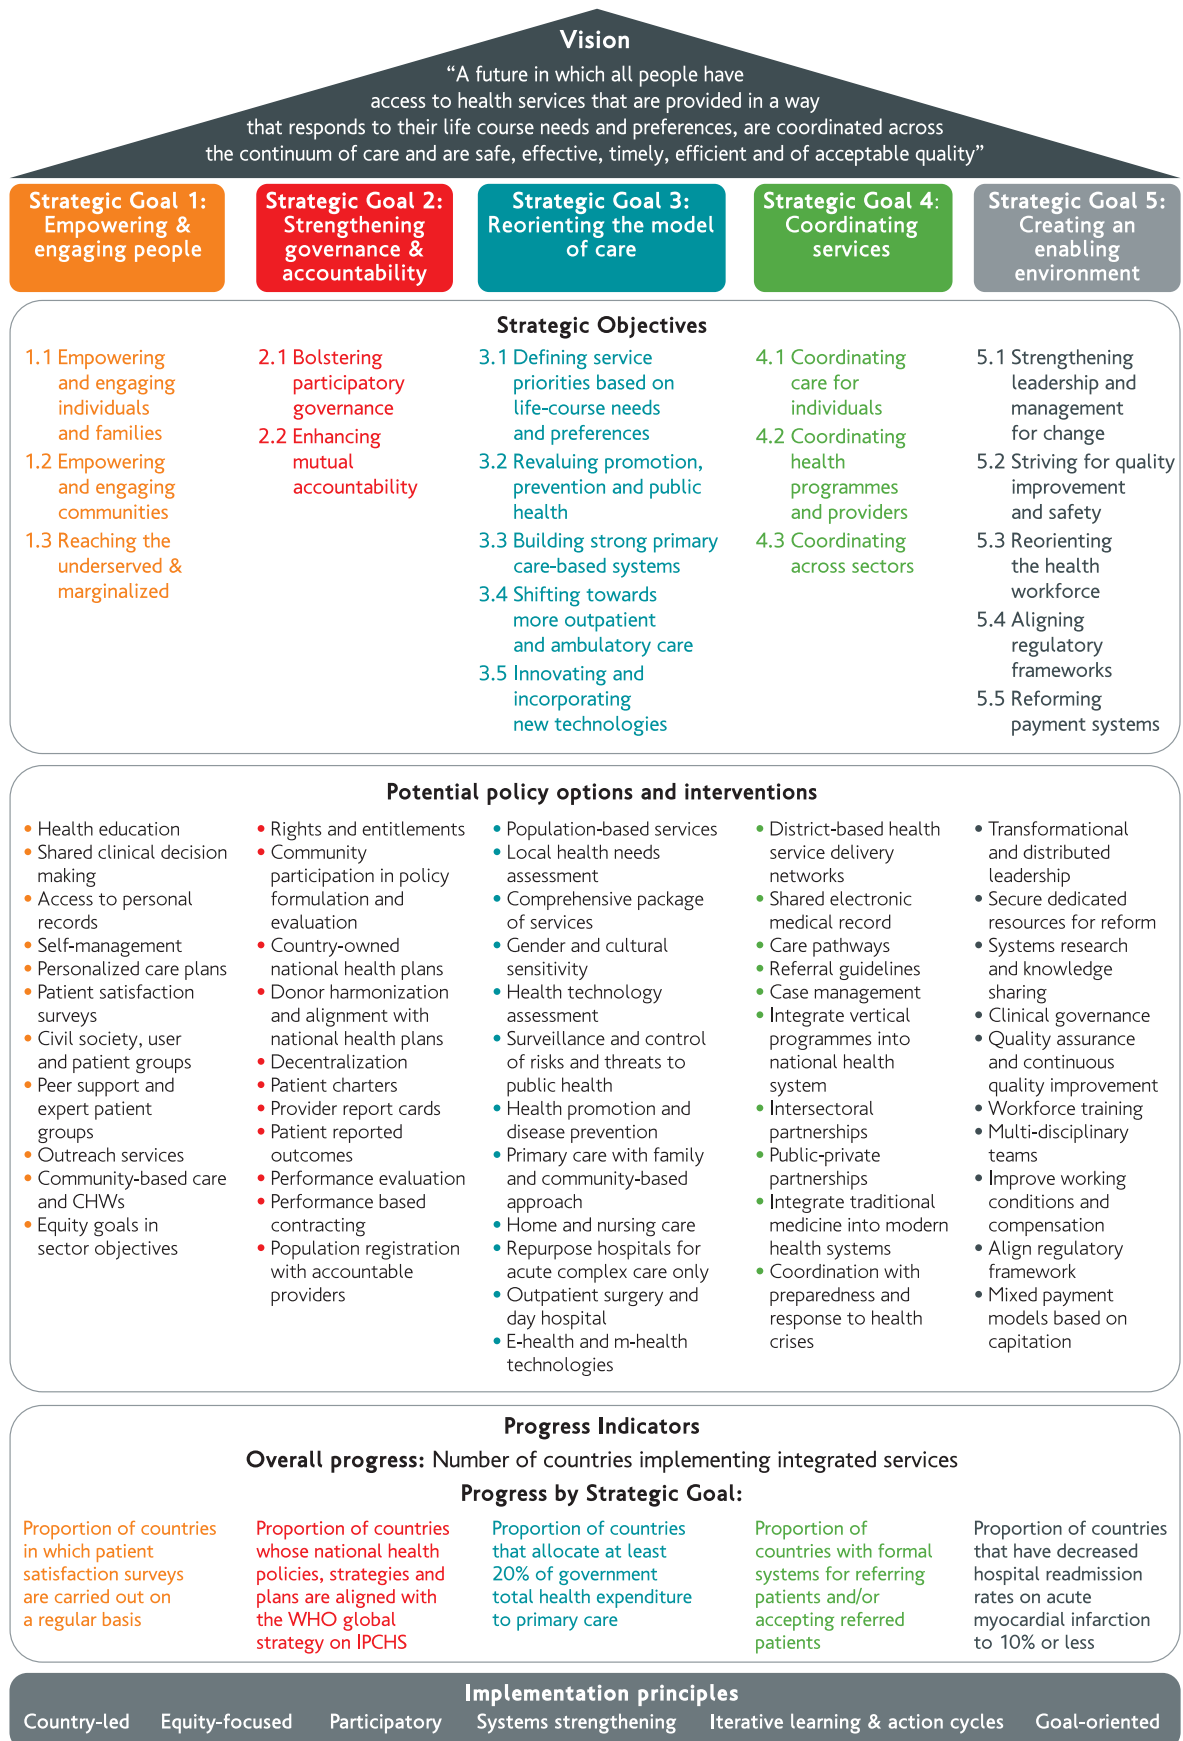 Vision
“A future in which all people have
access to health services that are provided in a way
that responds to their life course needs and preferences, are coordinated across
the continuum of care and are safe, effective, timely, efficient and of acceptable quality”
Strategic Goal 1:
Empowering &
engaging people
Strategic Goal 2:
Strengthening
governance &
accountability
Strategic Goal 3:
Reorienting the model
of care
Strategic Goal 4:
Coordinating
services
Strategic Goal 5:
Creating an
enabling
environment
Strategic Objectives
1.1 Empowering
and engaging
individuals
and families
1.2 Empowering
and engaging
communities
1.3 Reaching the
underserved &
marginalized
2.1 Bolstering
participatory
governance
2.2 Enhancing
mutual
accountability
3.1 Defining service
priorities based on
life-course needs
and preferences
3.2 Revaluing promotion,
prevention and public
health
3.3 Building strong primary
care-based systems
3.4 Shifting towards
more outpatient
and ambulatory care
3.5 Innovating and
incorporating
new technologies
4.1 Coordinating
care for
individuals
4.2 Coordinating
health
programmes
and providers
4.3 Coordinating
across sectors
5.1 Strengthening
leadership and
management
for change
5.2 Striving for quality
improvement
and safety
5.3 Reorienting
the health
workforce
5.4 Aligning
regulatory
frameworks
5.5 Reforming
payment systems
Potential policy options and interventions
• Health education
• Shared clinical decision
making
• Access to personal
records
• Self-management
• Personalized care plans
• Patient satisfaction
surveys
• Civil society, user
and patient groups
• Peer support and
expert patient
groups
• Outreach services
• Community-based care
and CHWs
• Equity goals in
sector objectives
• Rights and entitlements
• Community
participation in policy
formulation and
evaluation
• Country-owned
national health plans
• Donor harmonization
and alignment with
national health plans
• Decentralization
• Patient charters
• Provider report cards
• Patient reported
outcomes
• Performance evaluation
• Performance based
contracting
• Population registration
with accountable
providers
• Population-based services
• Local health needs
assessment
• Comprehensive package
of services
• Gender and cultural
sensitivity
• Health technology
assessment
• Surveillance and control
of risks and threats to
public health
• Health promotion and
disease prevention
• Primary care with family
and community-based
approach
• Home and nursing care
• Repurpose hospitals for
acute complex care only
• Outpatient surgery and
day hospital
• E-health and m-health
technologies
• District-based health
service delivery
networks
• Shared electronic
medical record
• Care pathways
• Referral guidelines
• Case management
• Integrate vertical
programmes into
national health
system
• Intersectoral
partnerships
• Public-private
partnerships
• Integrate traditional
medicine into modern
health systems
• Coordination with
preparedness and
response to health
crises
• Transformational
and distributed
leadership
• Secure dedicated
resources for reform
• Systems research
and knowledge
sharing
• Clinical governance
• Quality assurance
and continuous
quality improvement
• Workforce training
• Multi-disciplinary
teams
• Improve working
conditions and
compensation
• Align regulatory
framework
• Mixed payment
models based on
capitation
Progress Indicators
Overall progress: Number of countries implementing integrated services
Progress by Strategic Goal:
Proportion of countries
in which patient
satisfaction surveys
are carried out on
a regular basis
Proportion of countries
whose national health
policies, strategies and
plans are aligned with
the WHO global
strategy on IPCHS
Proportion of countries
that allocate at least
20% of government
total health expenditure
to primary care
Proportion of
countries with formal
systems for referring
patients and/or
accepting referred
patients
Proportion of countries
that have decreased
hospital readmission
rates on acute
myocardial infarction
to 10% or less
Implementation principles
Country-led Equity-focused Participatory Systems strengthening Iterative learning & action cycles Goal-oriented